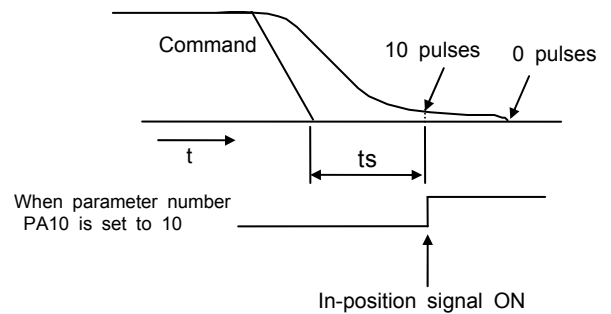 Command
10 pulses
0 pulses
t
ts
When parameter number
PA10 is set to 10
In-position signal ON